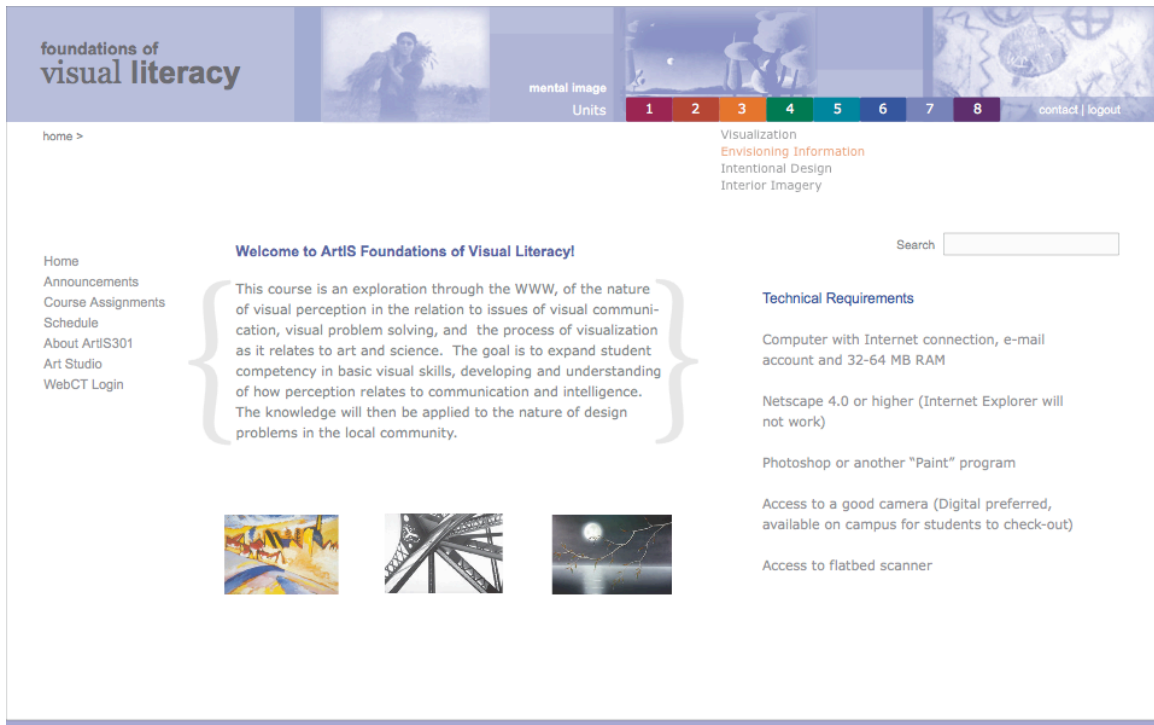 foundations of
visual literacy
mental image
Units 1 2 3 4 5 6 7 8 contact | logout
home >
Visualization
Envisioning Information
Intentional Design
Interior Imagery
Search
Home
Announcements
Course Assignments
Schedule
About ArtIS301
Art Studio
WebCT Login
Welcome to ArtIS Foundations of Visual Literacy!
This course is an exploration through the WWW, of the nature
of visual perception in the relation to issues of visual communi-
cation, visual problem solving, and the process of visualization
as it relates to art and science. The goal is to expand student
competency in basic visual skills, developing and understanding
of how perception relates to communication and intelligence.
The knowledge will then be applied to the nature of design
problems in the local community.
Technical Requirements
Computer with Internet connection, e-mail
account and 32-64 MB RAM
Netscape 4.0 or higher (Internet Explorer will
not work)
Photoshop or another “Paint” program
Access to a good camera (Digital preferred,
available on campus for students to check-out)
Access to flatbed scanner